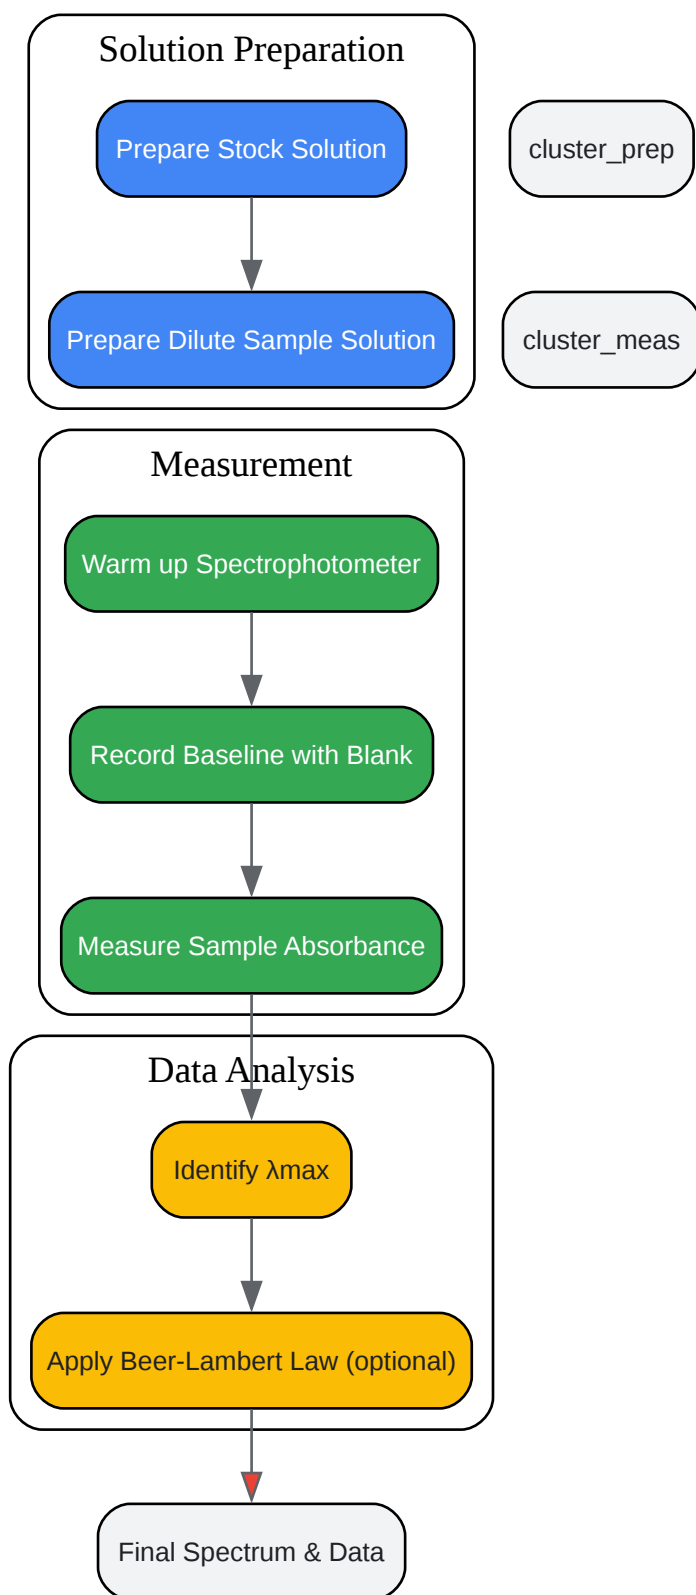 Solution Preparation
Prepare Stock Solution
cluster_prep
Prepare Dilute Sample Solution
cluster_meas
Measurement
Warm up Spectrophotometer
Record Baseline with Blank
Measure Sample Absorbance
Data Analysis
Identify λmax
Apply Beer-Lambert Law (optional)
Final Spectrum & Data